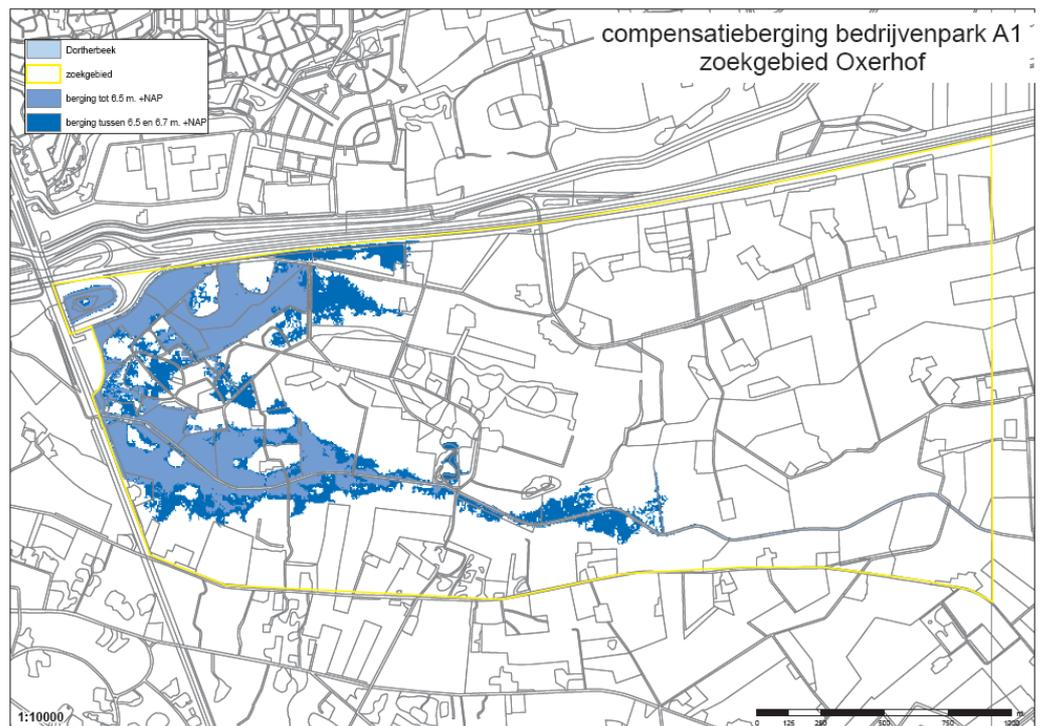 compensatieberging bedrijvenpark A1
zoekgebied Oxerhof
Dortherbeek
zoekgebied
berging tot 6.5 m. +NAP
berging tussen 6.5 en 6.7 m. +NAP
1:10000
0 125 250 500 750